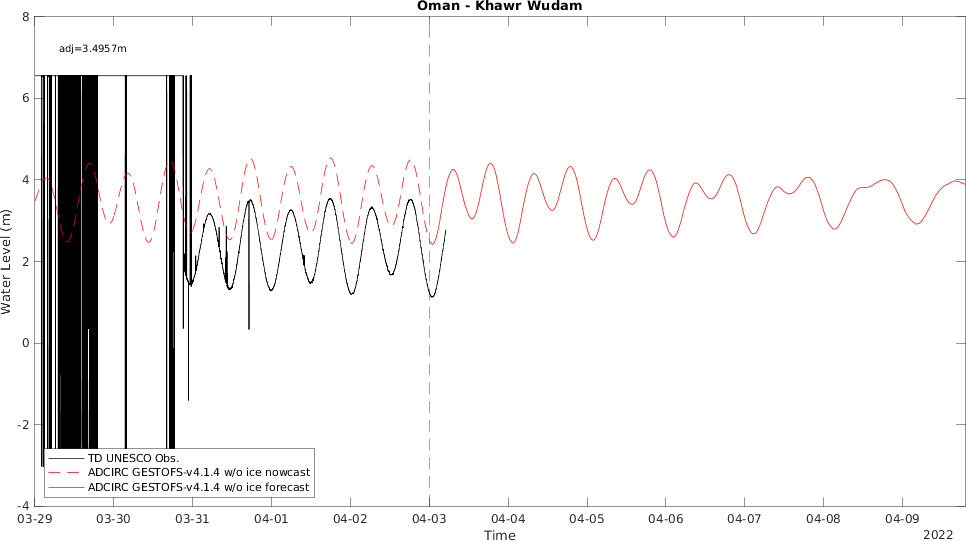 Oman - Khawr Wudam
adj=3.4957m
8
6
4
2
0
-2
-4
Water Level (m)
TD UNESCO Obs.
ADCIRC GESTOFS-v4.1.4 w/o ice nowcast
ADCIRC GESTOFS-v4.1.4 w/o ice forecast
03-29 03-30 03-31 04-01 04-02 04-03 04-04 04-05 04-06 04-07 04-08 04-09
Time
2022